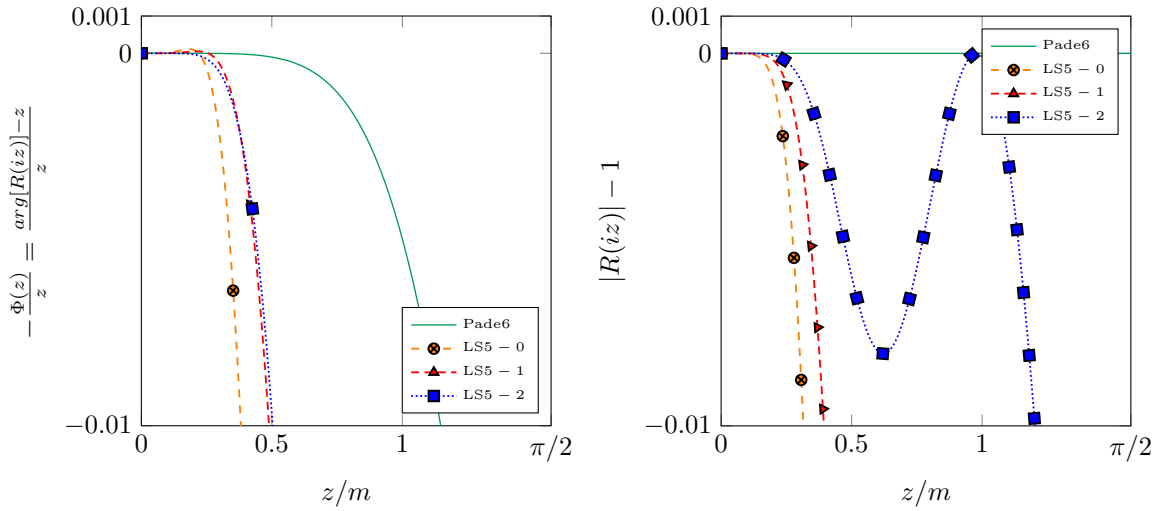 0.001
0
−0.01
0
0.5
1
π/2
z/m
−Φ(z)/z = arg[R(iz)]−z/z
Pade6
LS5 − 0
LS5 − 1
LS5 − 2
0.001
0
−0.01
0
0.5
1
π/2
z/m
|R(iz)| − 1
Pade6
LS5 − 0
LS5 − 1
LS5 − 2